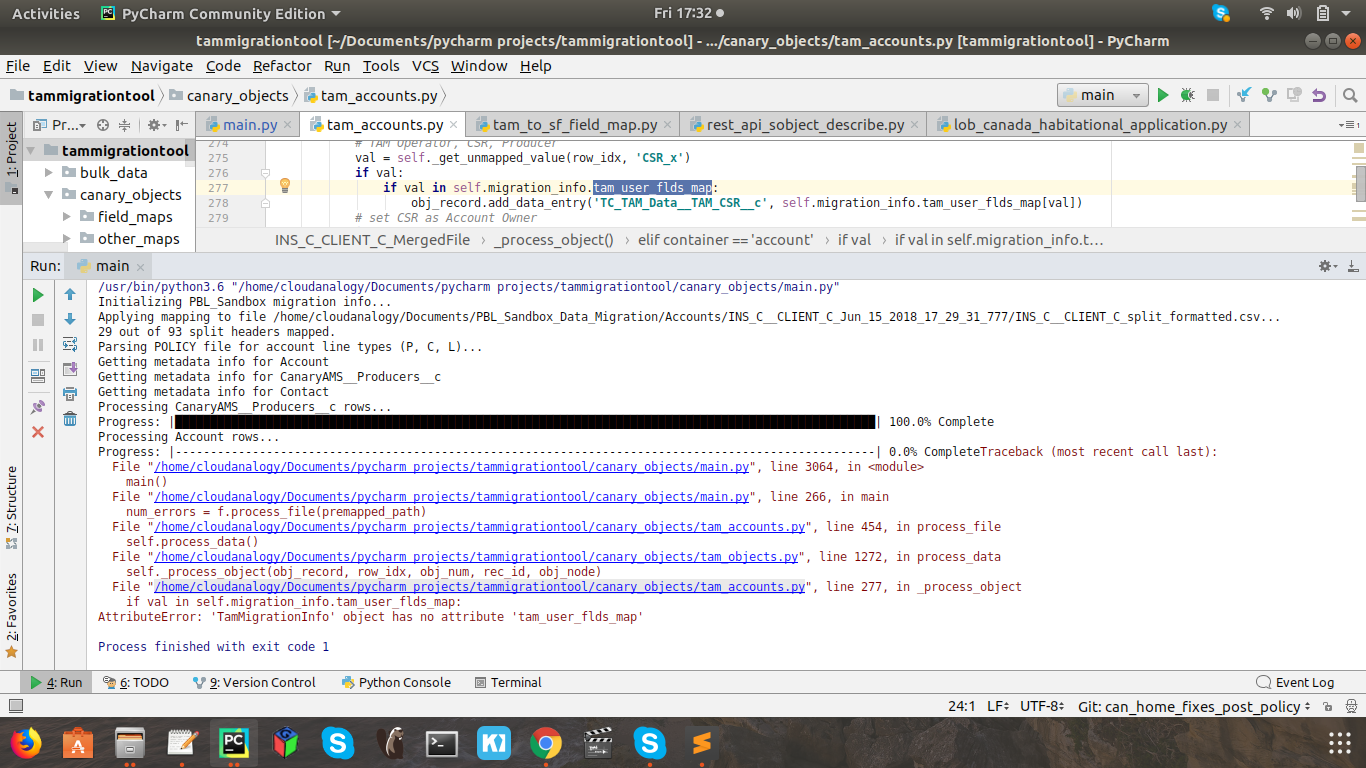 Activities PyCharm Community Edition Fri 17:32
tammigrationtool [~/Documents/pycharm projects/tammigrationtool] - .../canary_objects/tam_accounts.py [tammigrationtool] - PyCharm
File Edit View Navigate Code Refactor Run Tools VCS Window Help
tammigrationtool canary_objects tam_accounts.py main
1: Project Pr... main.py tam_accounts.py tam_to_sf_field_map.py rest_api_sobject_describe.py lob_canada_habitational_application.py
tammigrationtool
bulk_data
canary_objects
field_maps
other_maps
274 # TAM Operator, CSR, Producer
275 val = self._get_unmapped_value(row_idx, 'CSR_x')
276 if val:
277 if val in self.migration_info.tam_user_flds_map:
278 obj_record.add_data_entry('TC_TAM_Data__TAM_CSR__c', self.migration_info.tam_user_flds_map[val])
279 # set CSR as Account Owner
INS_C_CLIENT_C_MergedFile _process_object() elif container == 'account' if val if val in self.migration_info.t...
Run: main
/usr/bin/python3.6 "/home/cloudanalogy/Documents/pycharm projects/tammigrationtool/canary_objects/main.py"
Initializing PBL_Sandbox migration info...
Applying mapping to file /home/cloudanalogy/Documents/PBL_Sandbox_Data_Migration/Accounts/INS_C__CLIENT_C_Jun_15_2018_17_29_31_777/INS_C__CLIENT_C_split_formatted.csv...
29 out of 93 split headers mapped.
Parsing POLICY file for account line types (P, C, L)...
Getting metadata info for Account
Getting metadata info for CanaryAMS__Producers__c
Getting metadata info for Contact
Processing CanaryAMS__Producers__c rows...
Progress: || 100.0% Complete
Processing Account rows...
Progress: |----------------------------------------------------------------------------------------------------| 0.0% CompleteTraceback (most recent call last):
File "/home/cloudanalogy/Documents/pycharm projects/tammigrationtool/canary_objects/main.py", line 3064, in <module>
main()
File "/home/cloudanalogy/Documents/pycharm projects/tammigrationtool/canary_objects/main.py", line 266, in main
num_errors = f.process_file(premapped_path)
File "/home/cloudanalogy/Documents/pycharm projects/tammigrationtool/canary_objects/tam_accounts.py", line 454, in process_file
self.process_data()
File "/home/cloudanalogy/Documents/pycharm projects/tammigrationtool/canary_objects/tam_objects.py", line 1272, in process_data
self._process_object(obj_record, row_idx, obj_num, rec_id, obj_node)
File "/home/cloudanalogy/Documents/pycharm projects/tammigrationtool/canary_objects/tam_accounts.py", line 277, in _process_object
if val in self.migration_info.tam_user_flds_map:
AttributeError: 'TamMigrationInfo' object has no attribute 'tam_user_flds_map'
Process finished with exit code 1
7: Structure
2: Favorites
4: Run 6: TODO 9: Version Control Python Console Terminal Event Log
24:1 LF UTF-8 Git: can_home_fixes_post_policy